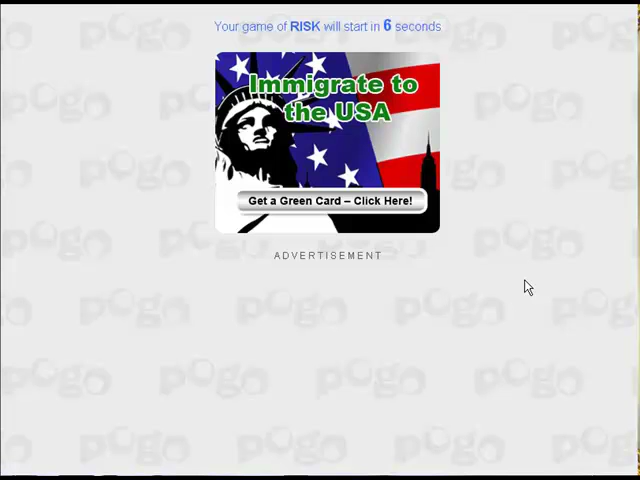 Your game of RISK will start in 6 seconds
Immigrate to
the USA
Get a Green Card – Click Here!
ADVERTISEMENT
pogo